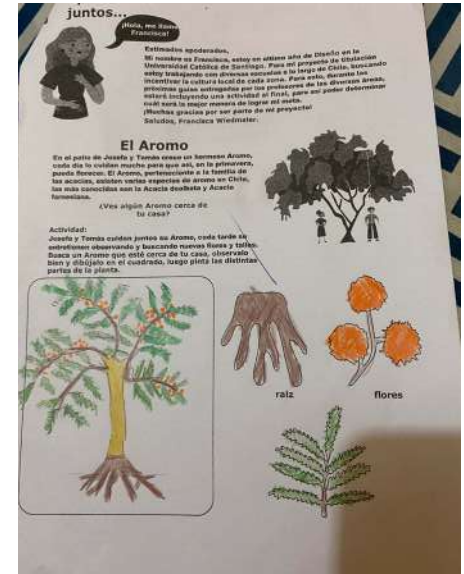 juntos...
¡Hola, me llamo
Francisca!
Estimados apoderados,
Mi nombre es Francisca, estoy en último año de Diseño en la
Universidad Católica de Santiago. Para mi proyecto de titulación
estoy trabajando con diversas escuelas a lo largo de Chile, buscando
incentivar la cultura local de cada zona. Para esto, durante las
próximas guías entregadas por los profesores de las diversas áreas,
estaré incluyendo una actividad al final, para así poder determinar
cuál será la mejor manera de lograr mi meta.
¡Muchas gracias por ser parte de mi proyecto!
Saludos, Francisca Wiedmaier.
El Aromo
En el patio de Josefa y Tomás crece un hermoso Aromo,
cada día lo cuidan mucho para que así, en la primavera,
pueda florecer. El Aromo, perteneciente a la familia de
las acacias, existen varias especies de aromo en Chile,
las más conocidas son la Acacia dealbata y Acacia
farnesiana.
¿Ves algún Aromo cerca de
tu casa?
Actividad:
Josefa y Tomás cuidan juntos su Aromo, cada tarde se
entretienen observando y buscando nuevas flores y tallos.
Busca un Aromo que esté cerca de tu casa, obsérvalo
bien y dibújalo en el cuadrado, luego pinta las distintas
partes de la planta.
raíz
flores